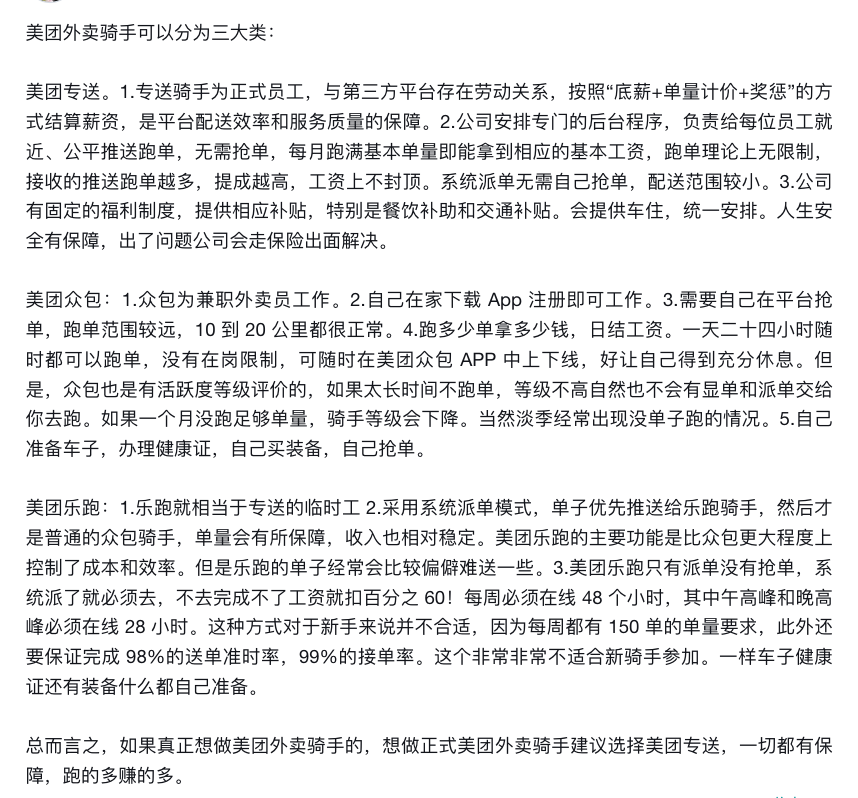 美团外卖骑手可以分为三大类：
美团专送。1.专送骑手为正式员工，与第三方平台存在劳动关系，按照“底薪+单量计价+奖惩”的方
式结算薪资，是平台配送效率和服务质量的保障。2.公司安排专门的后台程序，负责给每位员工就
近、公平推送跑单，无需抢单，每月跑满基本单量即能拿到相应的基本工资，跑单理论上无限制，
接收的推送跑单越多，提成越高，工资上不封顶。系统派单无需自己抢单，配送范围较小。3.公司
有固定的福利制度，提供相应补贴，特别是餐饮补助和交通补贴。会提供车住，统一安排。人生安
全有保障，出了问题公司会走保险出面解决。
美团众包：1.众包为兼职外卖员工作。2.自己在家下载 App 注册即可工作。3.需要自己在平台抢
单，跑单范围较远，10 到 20 公里都很正常。4.跑多少单拿多少钱，日结工资。一天二十四小时随
时都可以跑单，没有在岗限制，可随时在美团众包 APP 中上下线，好让自己得到充分休息。但
是，众包也是有活跃度等级评价的，如果太长时间不跑单，等级不高自然也不会有显单和派单交给
你去跑。如果一个月没跑足够单量，骑手等级会下降。当然淡季经常出现没单子跑的情况。5.自己
准备车子，办理健康证，自己买装备，自己抢单。
美团乐跑：1.乐跑就相当于专送的临时工 2.采用系统派单模式，单子优先推送给乐跑骑手，然后才
是普通的众包骑手，单量会有所保障，收入也相对稳定。美团乐跑的主要功能是比众包更大程度上
控制了成本和效率。但是乐跑的单子经常会比较偏僻难送一些。3.美团乐跑只有派单没有抢单，系
统派了就必须去，不去完成不了工资就扣百分之 60！每周必须在线 48 个小时，其中午高峰和晚高
峰必须在线 28 小时。这种方式对于新手来说并不合适，因为每周都有 150 单的单量要求，此外还
要保证完成 98%的送单准时率，99%的接单率。这个非常非常不适合新骑手参加。一样车子健康
证还有装备什么都自己准备。
总而言之，如果真正想做美团外卖骑手的，想做正式美团外卖骑手建议选择美团专送，一切都有保
障，跑的多赚的多。